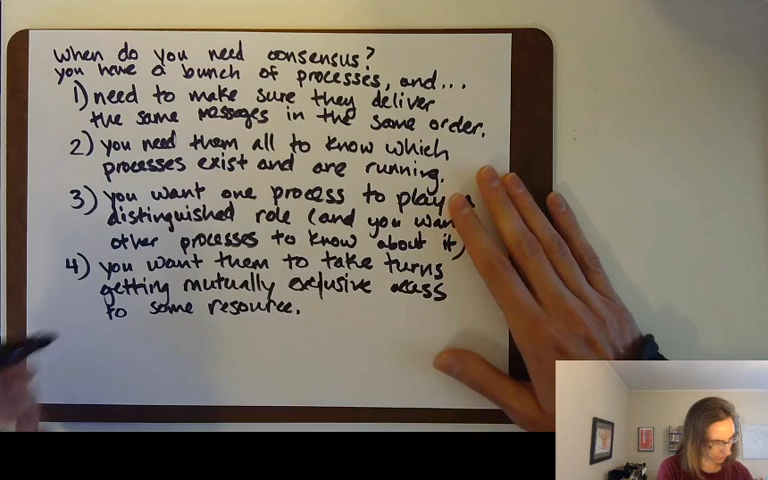 When do you need consensus?
you have a bunch of processes, and...
1) need to make sure they deliver
the same messages in the same order.
2) you need them all to know which
processes exist and are running.
3) you want one process to play
distinguished role (and you want
other processes to know about it)
4) you want them to take turns
getting mutually exclusive access
to some resource.